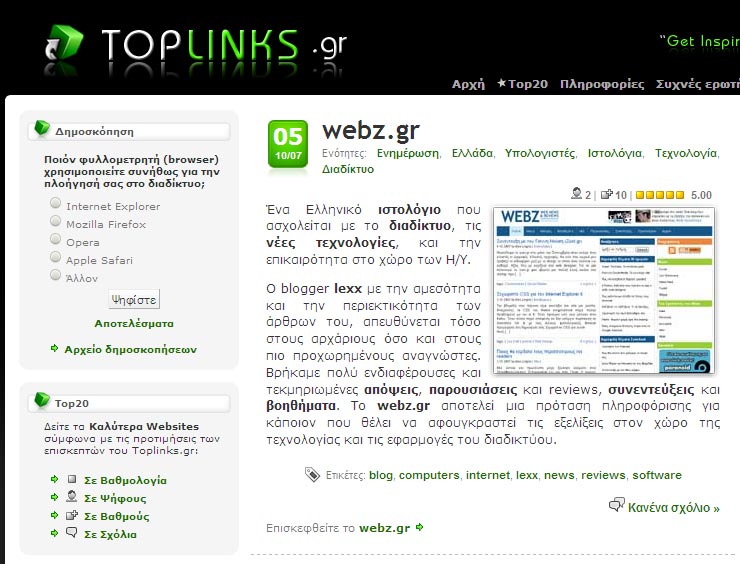 TOPLINKS .gr
"Get Inspir
Αρχή ★Top20 Πληροφορίες Συχνές ερωτή
Δημοσκόπηση
Ποιόν φυλλομετρητή (browser)
χρησιμοποιείτε συνήθως για την
πλοήγησή σας στο διαδίκτυο;
Internet Explorer
Mozilla Firefox
Opera
Apple Safari
Άλλον
Ψηφίστε
Αποτελέσματα
Αρχείο δημοσκοπήσεων
Top20
Δείτε τα Καλύτερα Websites
σύμφωνα με τις προτιμήσεις των
επισκεπτών του Toplinks.gr:
Σε Βαθμολογία
Σε Ψήφους
Σε Βαθμούς
Σε Σχόλια
05
10/07
webz.gr
Ενότητες: Ενημέρωση, Ελλάδα, Υπολογιστές, Ιστολόγια, Τεχνολογία,
Διαδίκτυο
2 | 10 | 5.00
WEBZ
Ένα Ελληνικό ιστολόγιο που
ασχολείται με το διαδίκτυο, τις
νέες τεχνολογίες, και την
επικαιρότητα στο χώρο των Η/Υ.
Ο blogger lexx με την αμεσότητα
και την περιεκτικότητα των
άρθρων του, απευθύνεται τόσο
στους αρχάριους όσο και στους
πιο προχωρημένους αναγνώστες.
Βρήκαμε πολύ ενδιαφέρουσες και
τεκμηριωμένες απόψεις, παρουσιάσεις και reviews, συνεντεύξεις και
βοηθήματα. Το webz.gr αποτελεί μια πρόταση πληροφόρισης για
κάποιον που θέλει να αφουγκραστεί τις εξελίξεις στον χώρο της
τεχνολογίας και τις εφαρμογές του διαδικτύου.
Ετικέτες: blog, computers, internet, lexx, news, reviews, software
Κανένα σχόλιο »
Επισκεφθείτε το webz.gr